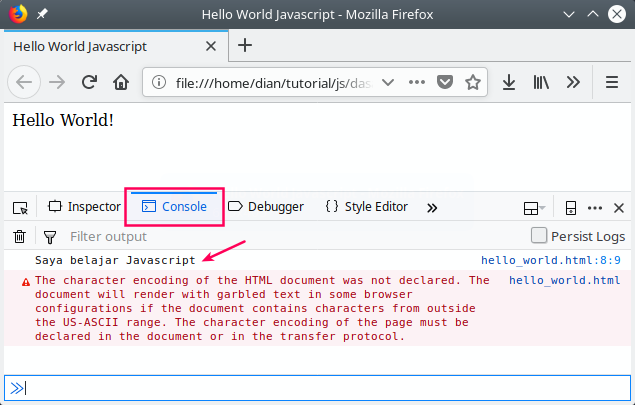 Hello World Javascript - Mozilla Firefox
Hello World Javascript
file:///home/dian/tutorial/js/das
Hello World!
Inspector Console Debugger {} Style Editor
Filter output Persist Logs
Saya belajar Javascript hello_world.html:8:9
The character encoding of the HTML document was not declared. The hello_world.html
document will render with garbled text in some browser
configurations if the document contains characters from outside
the US-ASCII range. The character encoding of the page must be
declared in the document or in the transfer protocol.